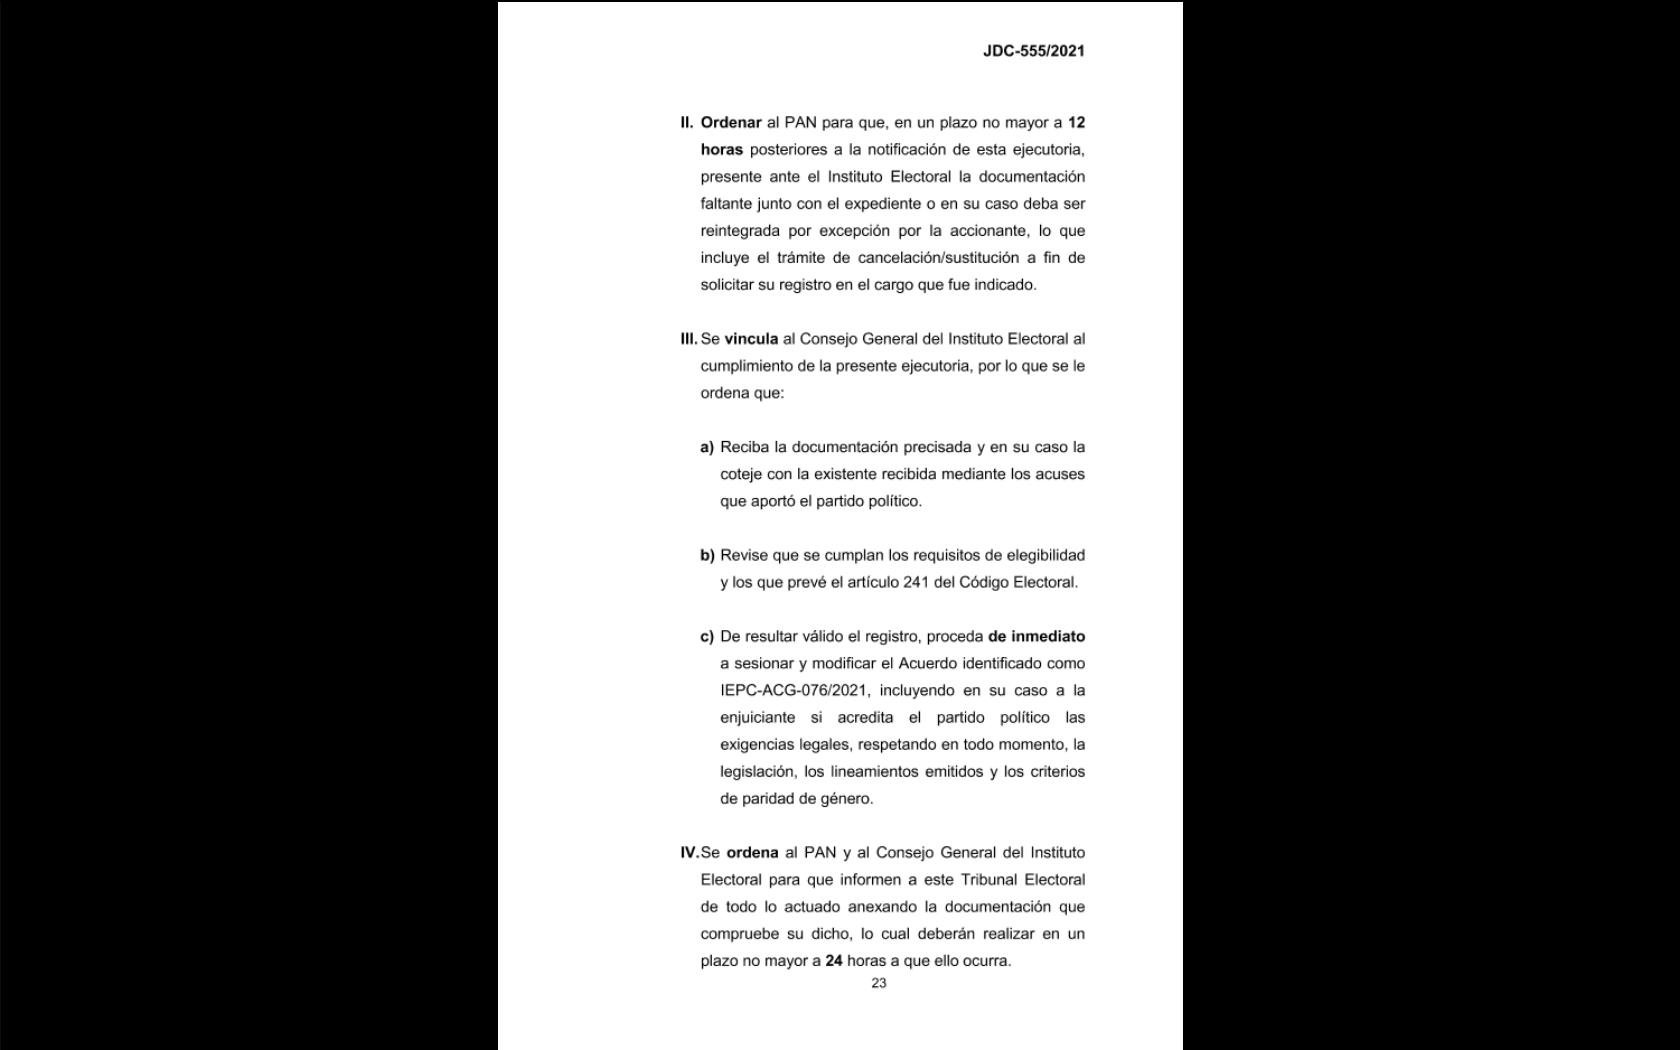 JDC-555/2021
II. Ordenar al PAN para que, en un plazo no mayor a 12
horas posteriores a la notificación de esta ejecutoria,
presente ante el Instituto Electoral la documentación
faltante junto con el expediente o en su caso deba ser
reintegrada por excepción por la accionante, lo que
incluye el trámite de cancelación/sustitución a fin de
solicitar su registro en el cargo que fue indicado.
III. Se vincula al Consejo General del Instituto Electoral al
cumplimiento de la presente ejecutoria, por lo que se le
ordena que:
a) Reciba la documentación precisada y en su caso la
coteje con la existente recibida mediante los acuses
que aportó el partido político.
b) Revise que se cumplan los requisitos de elegibilidad
y los que prevé el artículo 241 del Código Electoral.
c) De resultar válido el registro, proceda de inmediato
a sesionar y modificar el Acuerdo identificado como
IEPC-ACG-076/2021, incluyendo en su caso a la
enjuiciante si acredita el partido político las
exigencias legales, respetando en todo momento, la
legislación, los lineamientos emitidos y los criterios
de paridad de género.
IV. Se ordena al PAN y al Consejo General del Instituto
Electoral para que informen a este Tribunal Electoral
de todo lo actuado anexando la documentación que
compruebe su dicho, lo cual deberán realizar en un
plazo no mayor a 24 horas a que ello ocurra.
23